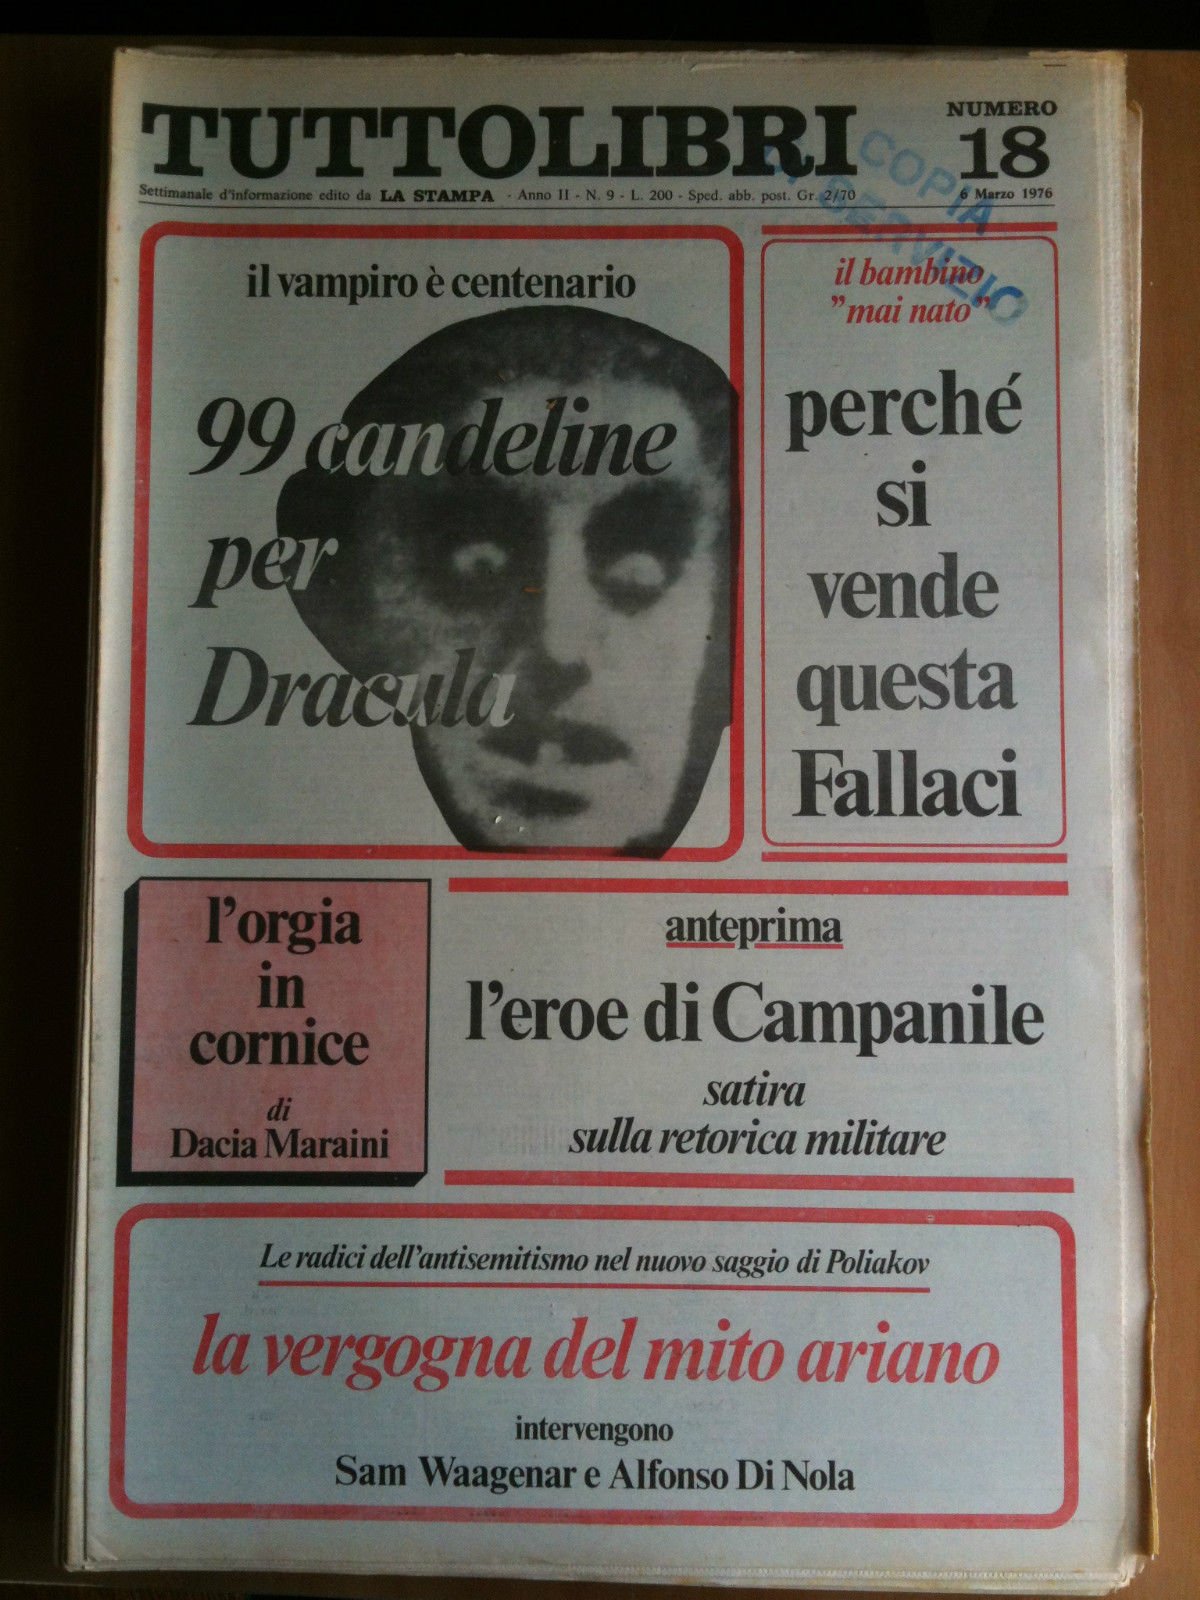 TUTTOLIBRI
NUMERO
18
6 Marzo 1976
Settimanale d'informazione edito da LA STAMPA - Anno II - N. 9 - L. 200 - Sped. abb. post. Gr. 2/70
COPIA
DI SERVIZIO
il vampiro è centenario
99 candeline
per
Dracula
il bambino
"mai nato"
perché
si
vende
questa
Fallaci
l'orgia
in
cornice
di
Dacia Maraini
anteprima
l'eroe di Campanile
satira
sulla retorica militare
Le radici dell'antisemitismo nel nuovo saggio di Poliakov
la vergogna del mito ariano
intervengono
Sam Waagenar e Alfonso Di Nola